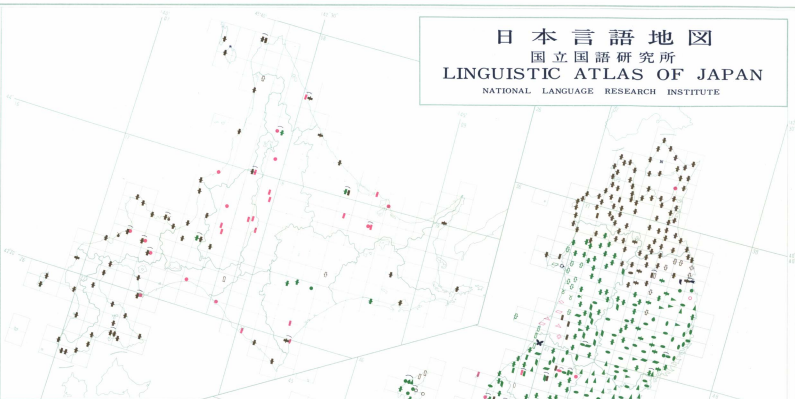 日本言語地図
国立国語研究所
LINGUISTIC ATLAS OF JAPAN
NATIONAL LANGUAGE RESEARCH INSTITUTE